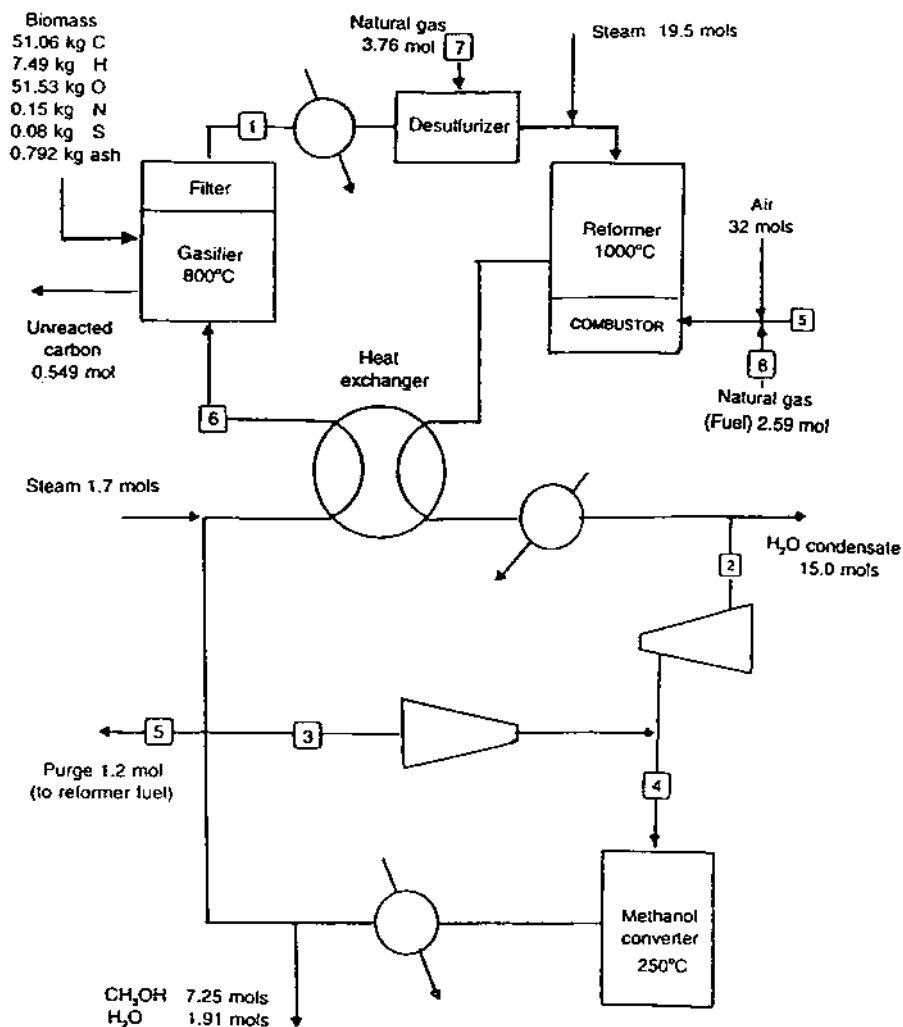 Biomass
51.06 kg C
7.49 kg H
51.53 kg O
0.15 kg N
0.08 kg S
0.792 kg ash
Natural gas
3.76 mol
7
Steam 19.5 mols
1
Desulfurizer
Filter
Gasifier
800°C
Reformer
1000°C
COMBUSTOR
Air
32 mols
5
8
Natural gas
(Fuel) 2.59 mol
Unreacted
carbon
0.549 mol
Heat
exchanger
6
Steam 1.7 mols
H₂O condensate
15.0 mols
2
5
3
Purge 1.2 mol
(to reformer fuel)
4
Methanol
converter
250°C
CH₃OH 7.25 mols
H₂O 1.91 mols